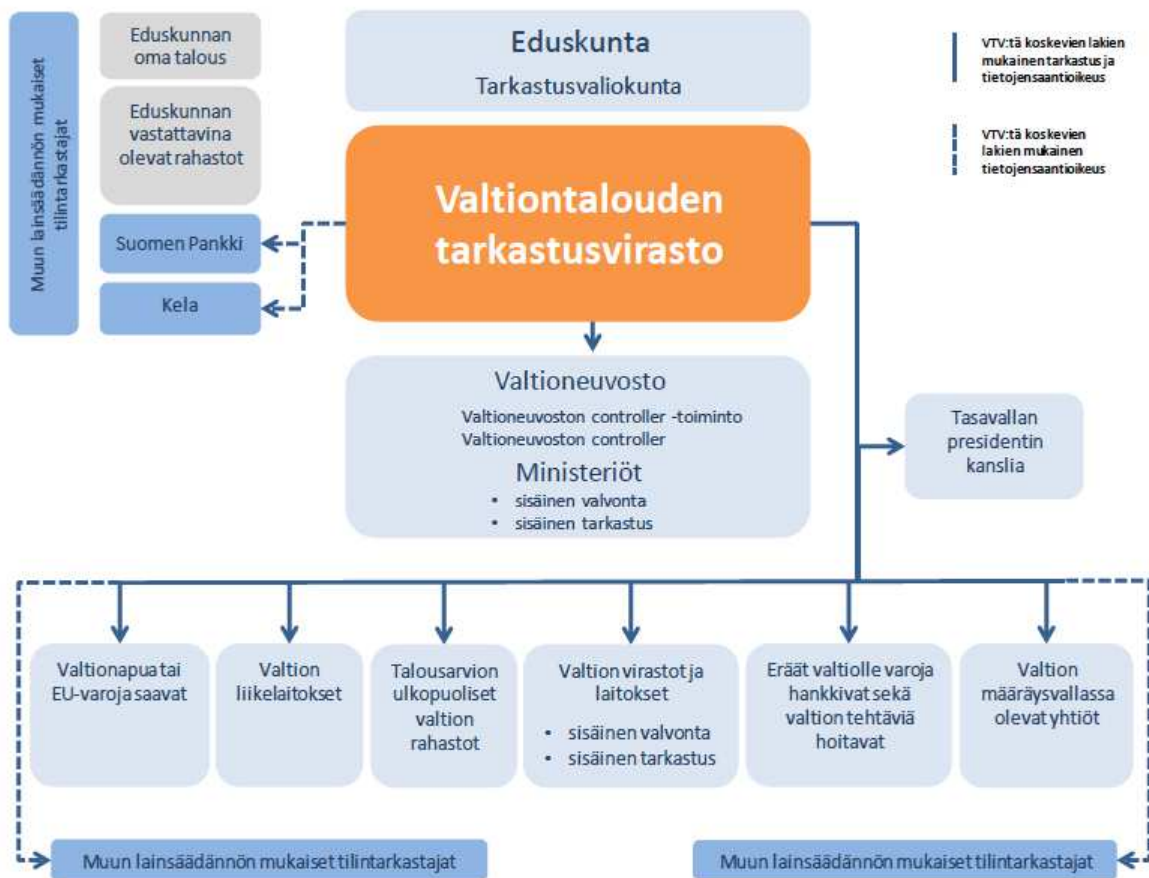 Muun lainsäädännön mukaiset
tilintarkastajat
Eduskunnan
oma talous
Eduskunnan
vastattavina
olevat rahastot
Suomen Pankki
Kela
Eduskunta
Tarkastusvaliokunta
VTV:tä koskevien lakien
mukainen tarkastus ja
tietojensaantioikeus
VTV:tä koskevien
lakien mukainen
tietojensaantioikeus
Valtiontalouden
tarkastusvirasto
Valtioneuvosto
Valtioneuvoston controller -toiminto
Valtioneuvoston controller
Ministeriöt
• sisäinen valvonta
• sisäinen tarkastus
Tasavallan
presidentin
kanslia
Valtionapua tai
EU-varoja saavat
Valtion
liikelaitokset
Talousarvion
ulkopuoliset
valtion
rahastot
Valtion virastot ja
laitokset
• sisäinen valvonta
• sisäinen tarkastus
Eräät valtiolle varoja
hankkivat sekä
valtion tehtäviä
hoitavat
Valtion
määräysvallassa
olevat yhtiöt
Muun lainsäädännön mukaiset tilintarkastajat
Muun lainsäädännön mukaiset tilintarkastajat